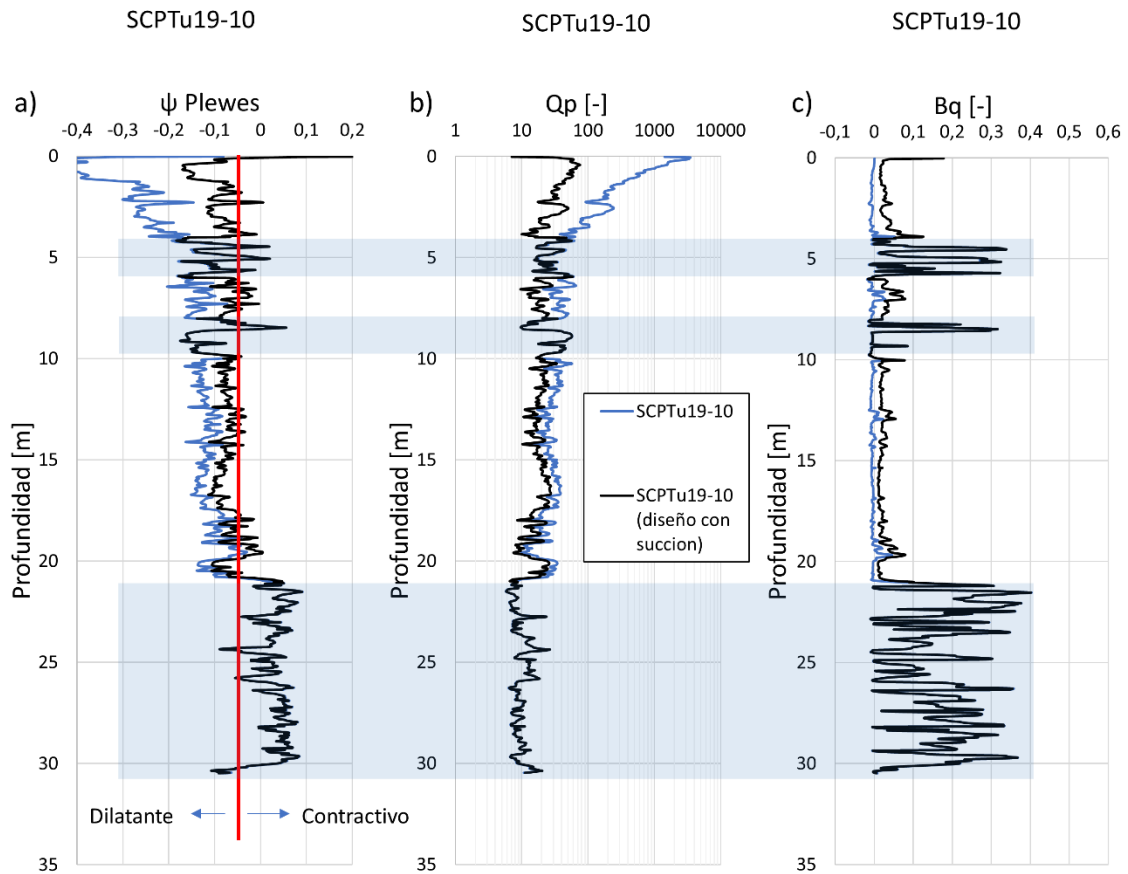 SCPTu19-10
SCPTu19-10
SCPTu19-10
a)
ψ Plewes
-0,4 -0,3 -0,2 -0,1 0 0,1 0,2
0
5
10
15
20
25
30
35
Profundidad [m]
Dilatante
Contractivo
b)
Qp [-]
1 10 100 1000 10000
0
5
10
15
20
25
30
35
Profundidad [m]
SCPTu19-10
SCPTu19-10
(diseño con
succion)
c)
Bq [-]
-0,1 0 0,1 0,2 0,3 0,4 0,5 0,6
0
5
10
15
20
25
30
35
Profundidad [m]